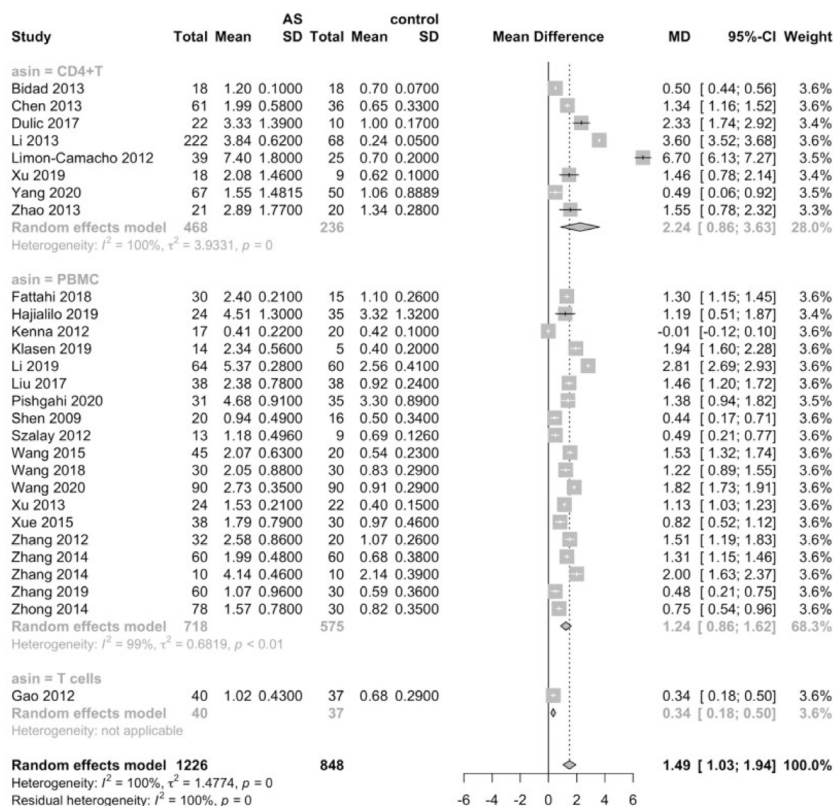 AS control
Study Total Mean SD Total Mean SD Mean Difference MD 95%-CI Weight
asin = CD4+T
Bidad 2013 18 1.20 0.1000 18 0.70 0.0700 0.50 [ 0.44; 0.56] 3.6%
Chen 2013 61 1.99 0.5800 36 0.65 0.3300 1.34 [ 1.16; 1.52] 3.6%
Dulic 2017 22 3.33 1.3900 10 1.00 0.1700 2.33 [ 1.74; 2.92] 3.4%
Li 2013 222 3.84 0.6200 68 0.24 0.0500 3.60 [ 3.52; 3.68] 3.6%
Limon-Camacho 2012 39 7.40 1.8000 25 0.70 0.2000 6.70 [ 6.13; 7.27] 3.4%
Xu 2019 18 2.08 1.4600 9 0.62 0.1000 1.46 [ 0.78; 2.14] 3.4%
Yang 2020 67 1.55 1.4815 50 1.06 0.8889 0.49 [ 0.06; 0.92] 3.5%
Zhao 2013 21 2.89 1.7700 20 1.34 0.2800 1.55 [ 0.78; 2.32] 3.3%
Random effects model 468 236 2.24 [ 0.86; 3.63] 28.0%
Heterogeneity: I² = 100%, τ² = 3.9331, p = 0
asin = PBMC
Fattahi 2018 30 2.40 0.2100 15 1.10 0.2600 1.30 [ 1.15; 1.45] 3.6%
Hajialilo 2019 24 4.51 1.3000 35 3.32 1.3200 1.19 [ 0.51; 1.87] 3.4%
Kenna 2012 17 0.41 0.2200 20 0.42 0.1000 -0.01 [-0.12; 0.10] 3.6%
Klasen 2019 14 2.34 0.5600 5 0.40 0.2000 1.94 [ 1.60; 2.28] 3.6%
Li 2019 64 5.37 0.2800 60 2.56 0.4100 2.81 [ 2.69; 2.93] 3.6%
Liu 2017 38 2.38 0.7800 38 0.92 0.2400 1.46 [ 1.20; 1.72] 3.6%
Pishgahi 2020 31 4.68 0.9100 35 3.30 0.8900 1.38 [ 0.94; 1.82] 3.5%
Shen 2009 20 0.94 0.4900 16 0.50 0.3400 0.44 [ 0.17; 0.71] 3.6%
Szalay 2012 13 1.18 0.4960 9 0.69 0.1260 0.49 [ 0.21; 0.77] 3.6%
Wang 2015 45 2.07 0.6300 20 0.54 0.2300 1.53 [ 1.32; 1.74] 3.6%
Wang 2018 30 2.05 0.8800 30 0.83 0.2900 1.22 [ 0.89; 1.55] 3.6%
Wang 2020 90 2.73 0.3500 90 0.91 0.2900 1.82 [ 1.73; 1.91] 3.6%
Xu 2013 24 1.53 0.2100 22 0.40 0.1500 1.13 [ 1.03; 1.23] 3.6%
Xue 2015 38 1.79 0.7900 30 0.97 0.4600 0.82 [ 0.52; 1.12] 3.6%
Zhang 2012 32 2.58 0.8600 20 1.07 0.2600 1.51 [ 1.19; 1.83] 3.6%
Zhang 2014 60 1.99 0.4800 60 0.68 0.3800 1.31 [ 1.15; 1.46] 3.6%
Zhang 2014 10 4.14 0.4600 10 2.14 0.3900 2.00 [ 1.63; 2.37] 3.6%
Zhang 2019 60 1.07 0.9600 30 0.59 0.3600 0.48 [ 0.21; 0.75] 3.6%
Zhong 2014 78 1.57 0.7800 30 0.82 0.3500 0.75 [ 0.54; 0.96] 3.6%
Random effects model 718 575 1.24 [ 0.86; 1.62] 68.3%
Heterogeneity: I² = 99%, τ² = 0.6819, p < 0.01
asin = T cells
Gao 2012 40 1.02 0.4300 37 0.68 0.2900 0.34 [ 0.18; 0.50] 3.6%
Random effects model 40 37 0.34 [ 0.18; 0.50] 3.6%
Heterogeneity: not applicable
Random effects model 1226 848 1.49 [ 1.03; 1.94] 100.0%
Heterogeneity: I² = 100%, τ² = 1.4774, p = 0
Residual heterogeneity: I² = 100%, p = 0
-6 -4 -2 0 2 4 6